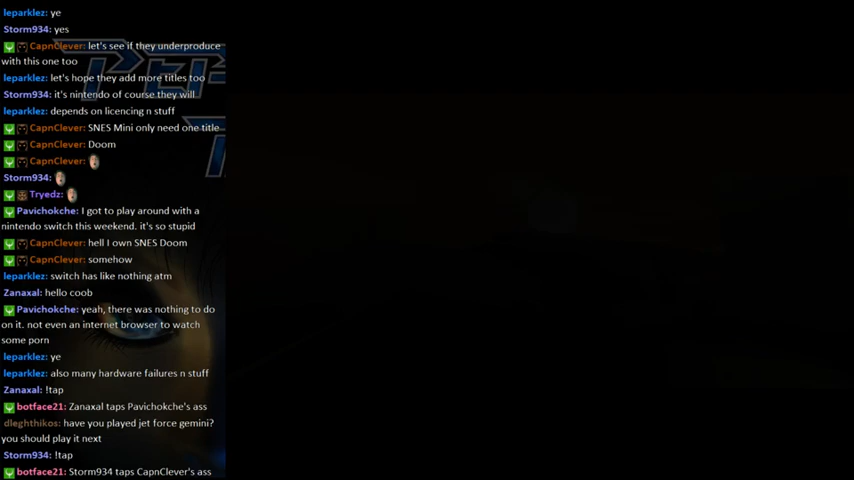 leparklez: ye
Storm934: yes
CapnClever: let's see if they underproduce
with this one too
leparklez: let's hope they add more titles too
Storm934: it's nintendo of course they will
leparklez: depends on licencing n stuff
CapnClever: SNES Mini only need one title
CapnClever: Doom
CapnClever:
Storm934:
Tryedz:
Pavichokche: I got to play around with a
nintendo switch this weekend. it's so stupid
CapnClever: hell I own SNES Doom
CapnClever: somehow
leparklez: switch has like nothing atm
Zanaxal: hello coob
Pavichokche: yeah, there was nothing to do
on it. not even an internet browser to watch
some porn
leparklez: ye
leparklez: also many hardware failures n stuff
Zanaxal: !tap
botface21: Zanaxal taps Pavichokche's ass
dleghthikos: have you played jet force gemini?
you should play it next
Storm934: !tap
botface21: Storm934 taps CapnClever's ass